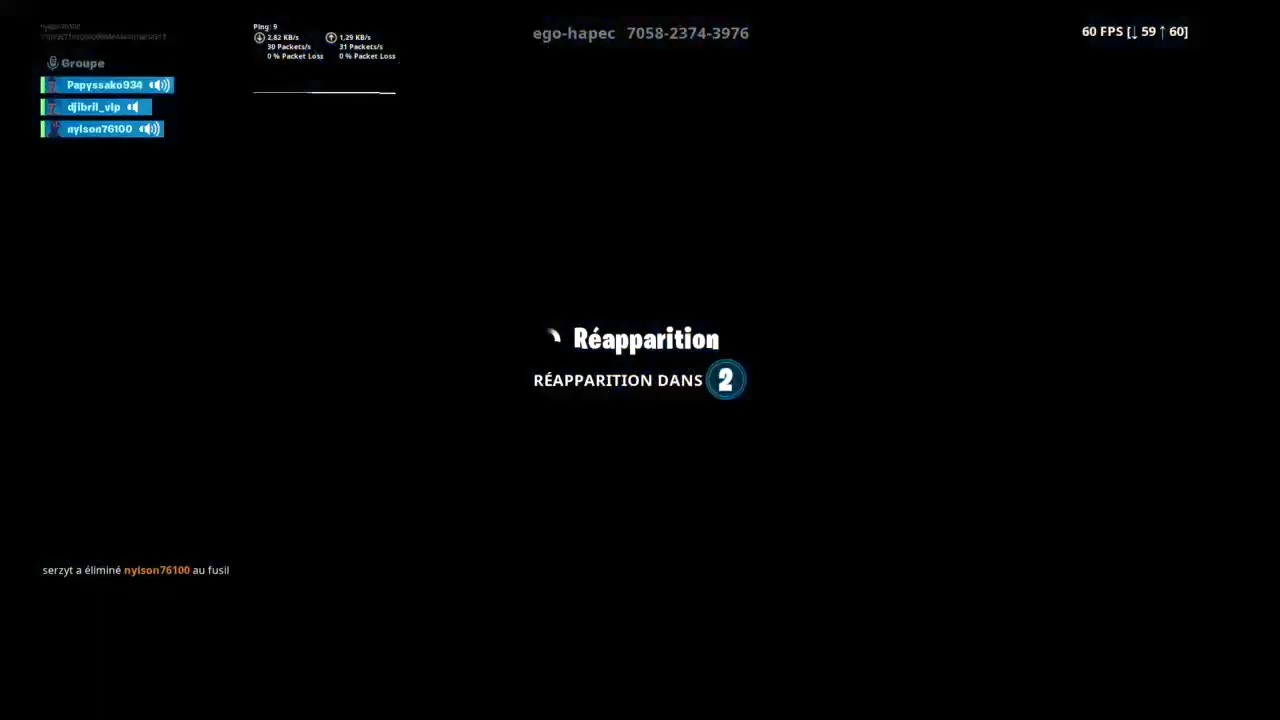 Ping: 9
2,82 KB/s 1,29 KB/s
30 Packets/s 31 Packets/s
0 % Packet Loss 0 % Packet Loss
ego-hapec 7058-2374-3976
60 FPS [↓ 59 ↑ 60]
Groupe
Papyssako934
djibril_vip
nylson76100
Réapparition
RÉAPPARITION DANS 2
serzyt a éliminé nylson76100 au fusil